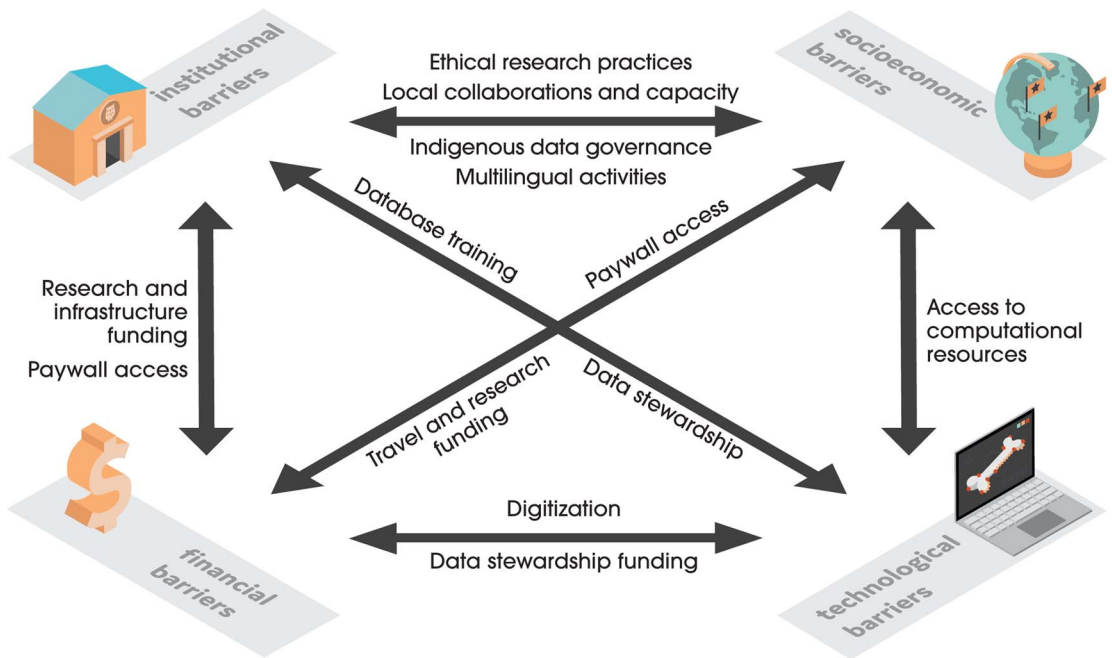 institutional
barriers
Ethical research practices
Local collaborations and capacity
socioeconomic
barriers
Indigenous data governance
Multilingual activities
Database training
Paywall access
Research and
infrastructure
funding
Paywall access
Access to
computational
resources
Travel and research
funding
Data stewardship
Digitization
Data stewardship funding
financial
barriers
technological
barriers